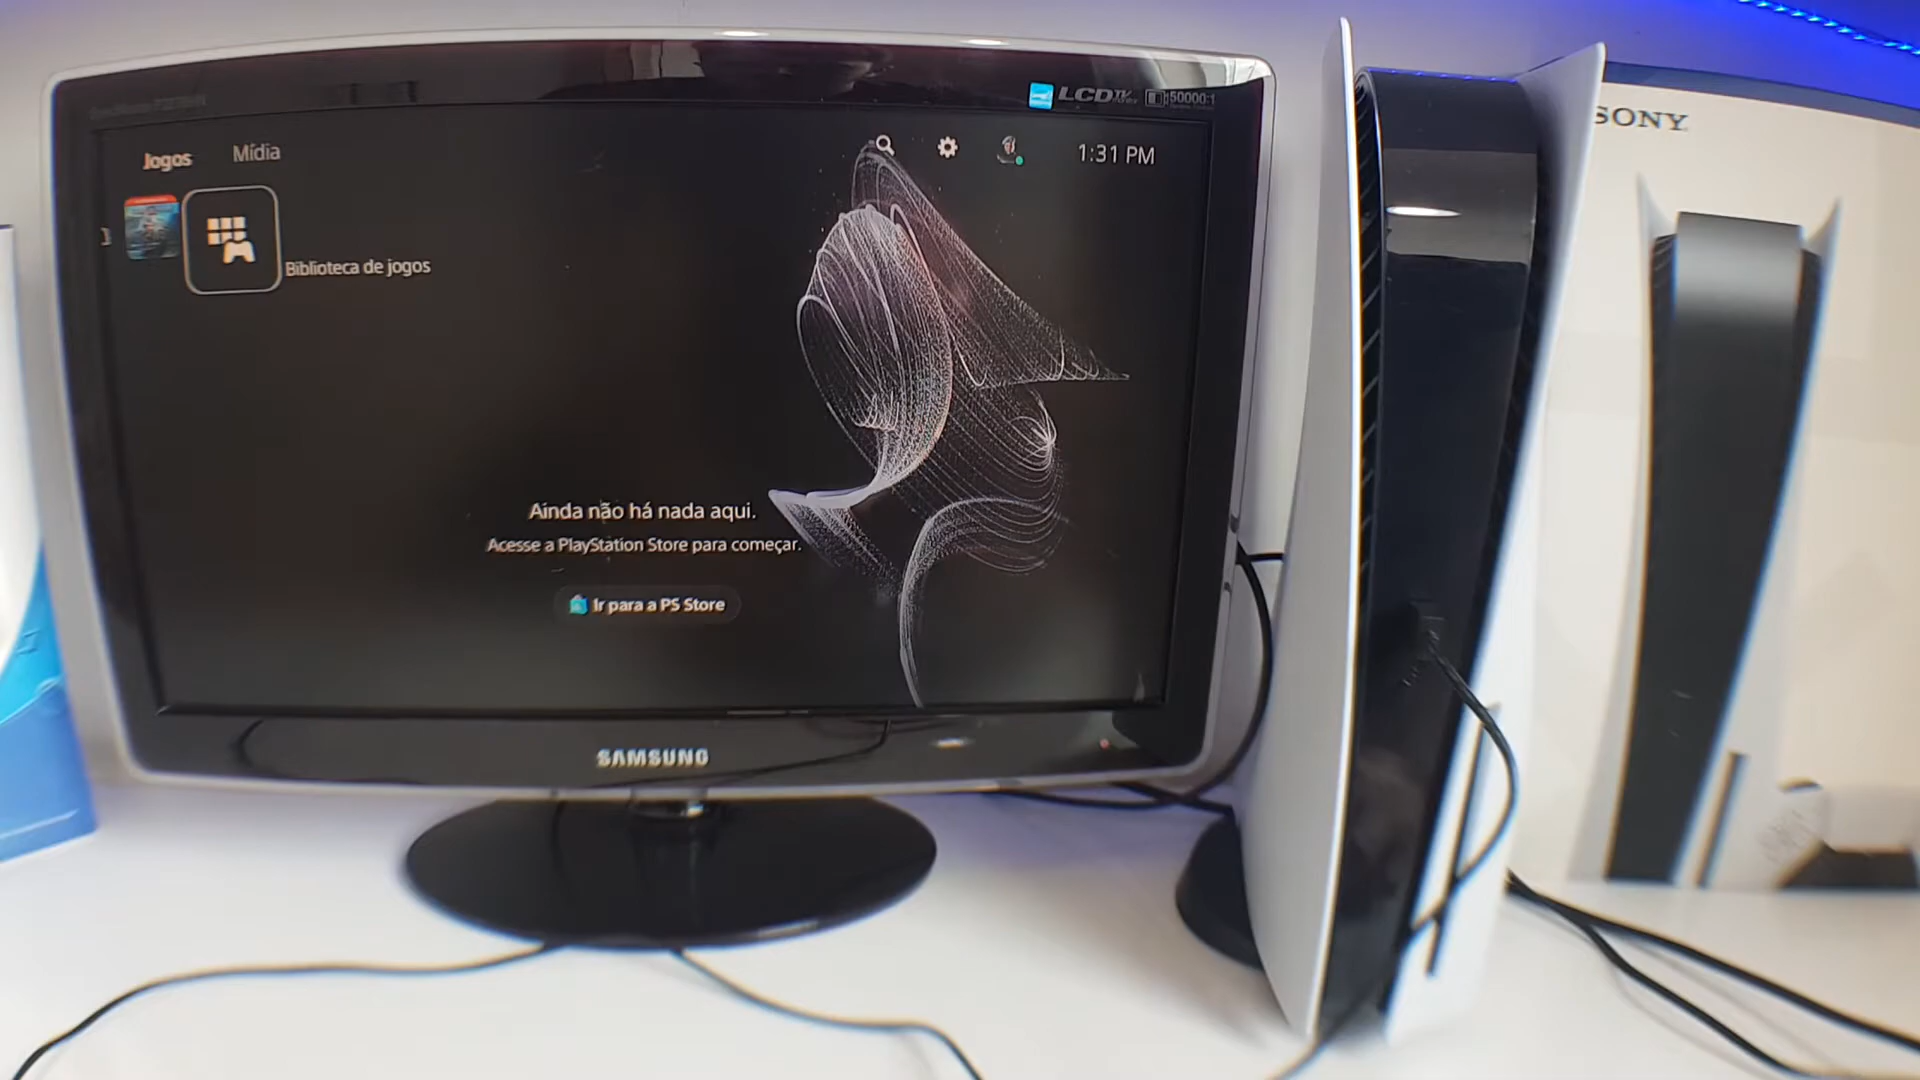 LCDTV
50000:1
SONY
Jogos
Mídia
1:31 PM
Biblioteca de jogos
Ainda não há nada aqui.
Acesse a PlayStation Store para começar.
Ir para a PS Store
SAMSUNG